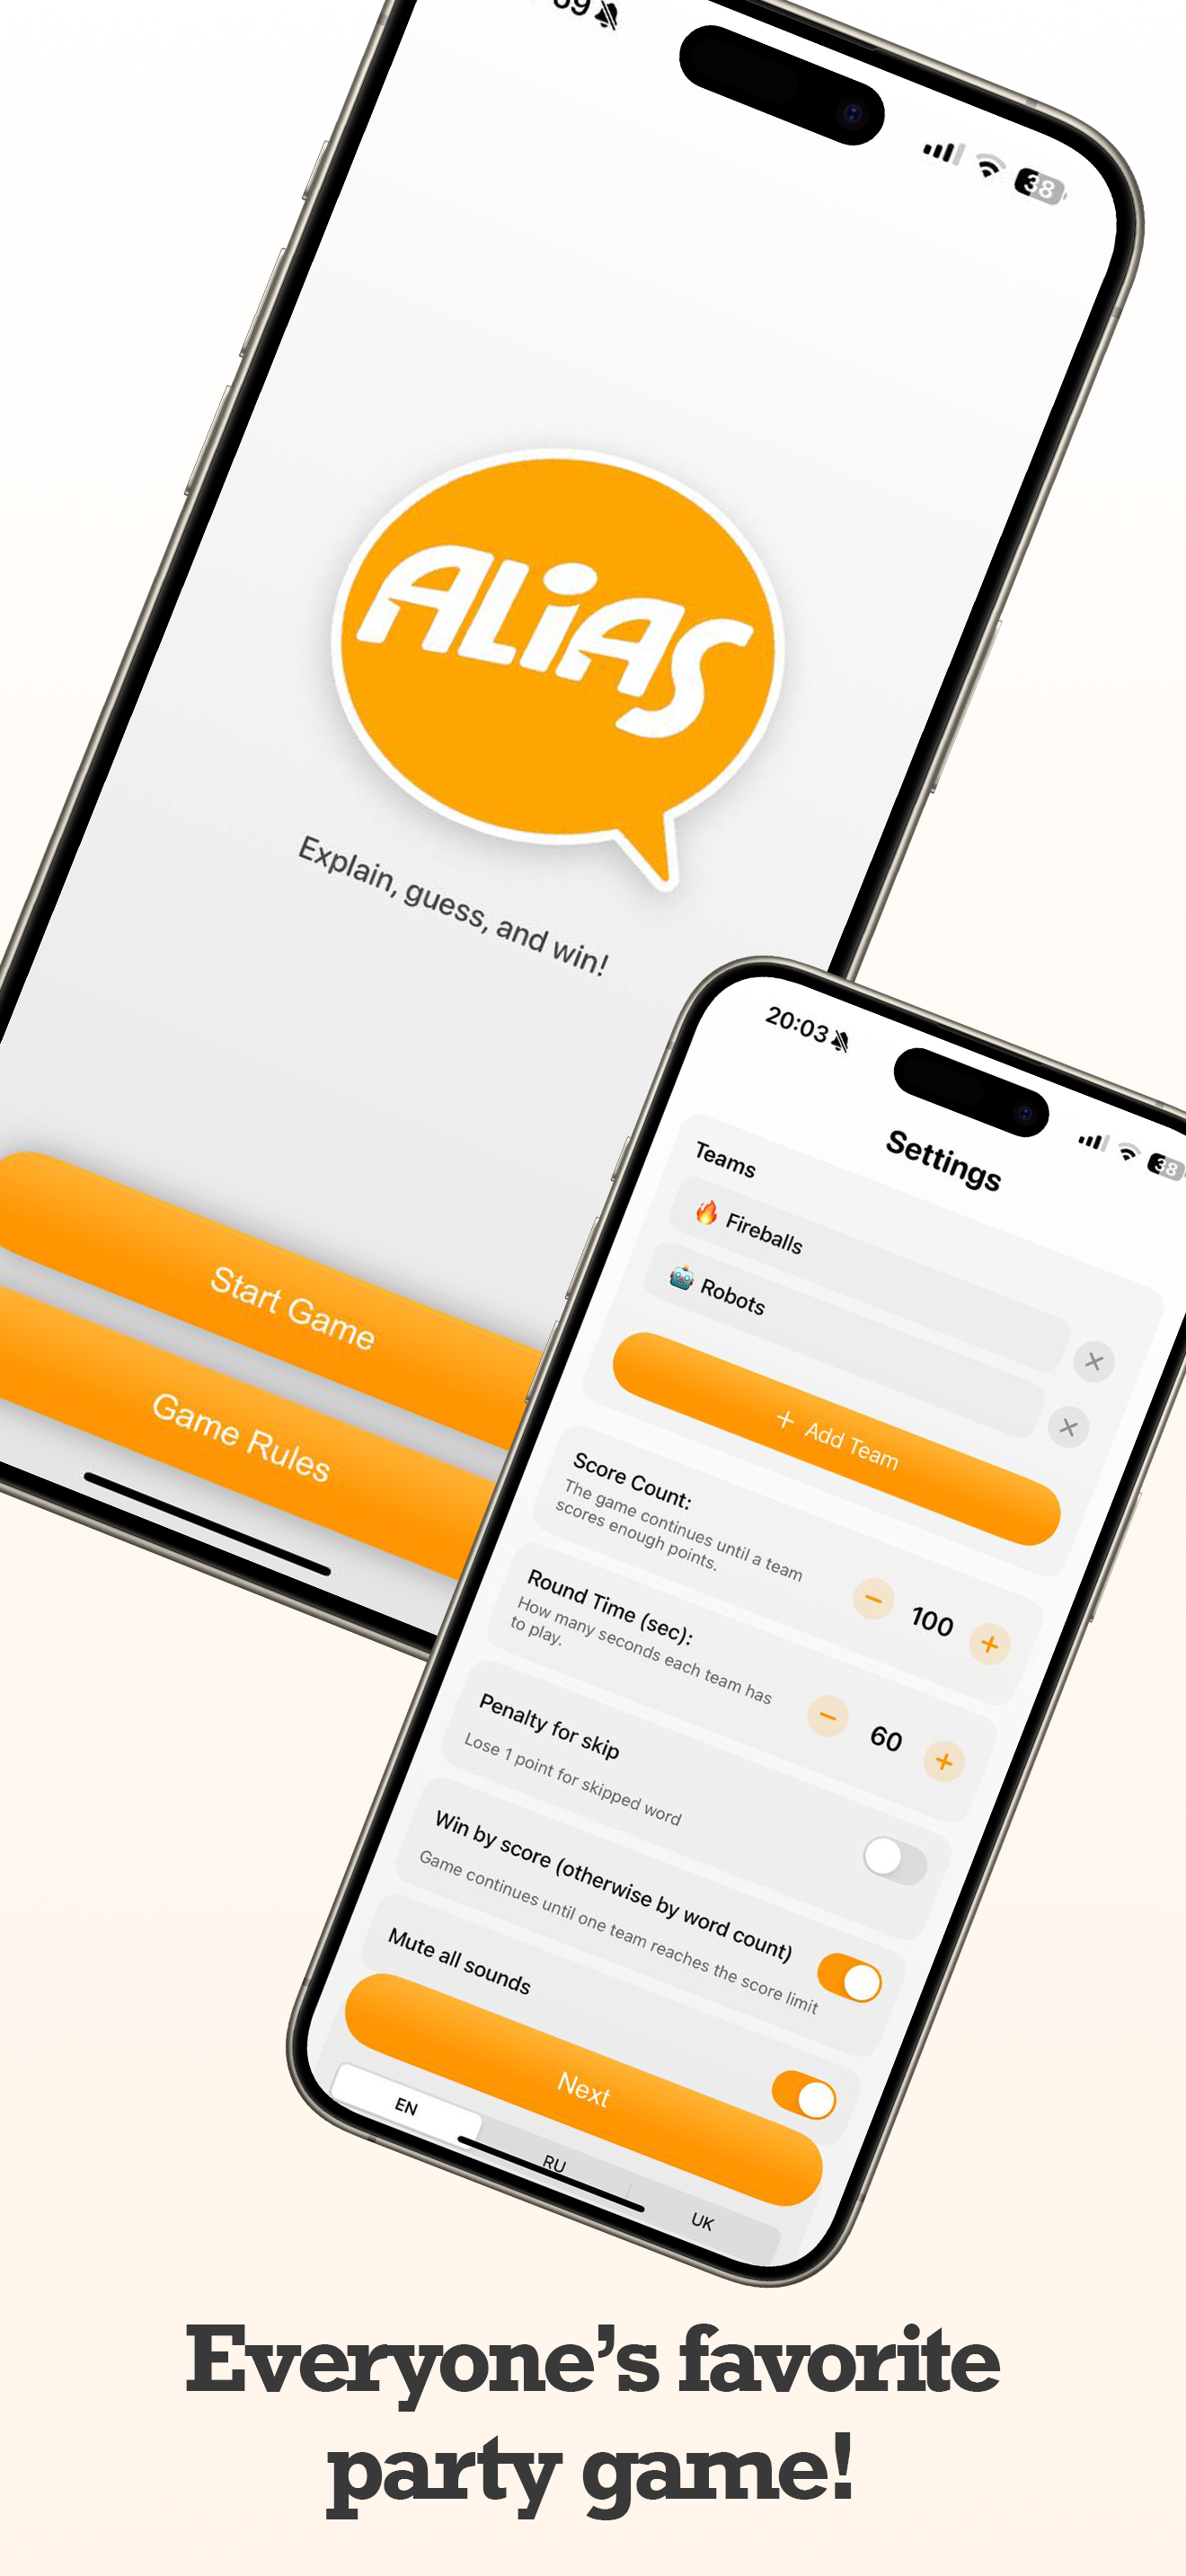 38
ALiAS
Explain, guess, and win!
Start Game
Game Rules
20:03
38
Settings
Teams
🔥 Fireballs
🤖 Robots
+ Add Team
Score Count:
The game continues until a team
scores enough points.
− 100 +
Round Time (sec):
How many seconds each team has
to play.
− 60 +
Penalty for skip
Lose 1 point for skipped word
Win by score (otherwise by word count)
Game continues until one team reaches the score limit
Mute all sounds
Next
EN
RU
UK
Everyone’s favorite
party game!